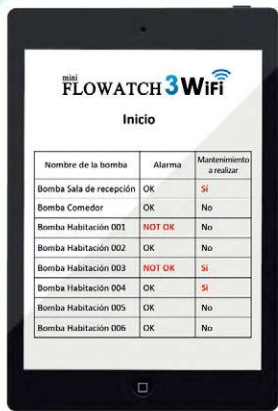 mini
FLOWATCH 3 WiFi
Inicio
Nombre de la bomba Alarma Mantenimiento a realizar
Bomba Sala de recepción OK Sí
Bomba Comedor OK No
Bomba Habitación 001 NOT OK No
Bomba Habitación 002 OK No
Bomba Habitación 003 NOT OK Sí
Bomba Habitación 004 OK Sí
Bomba Habitación 005 OK No
Bomba Habitación 006 OK No